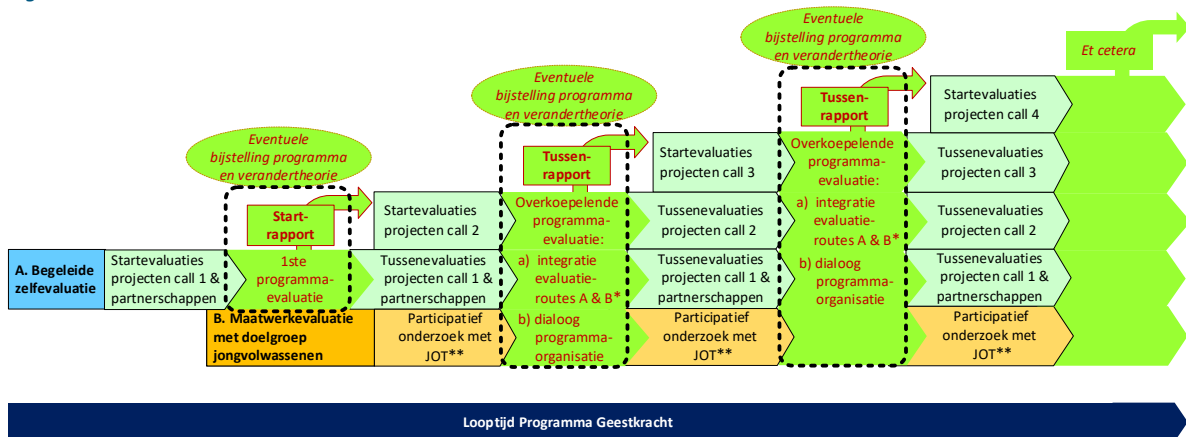 Eventuele
bijstelling programma
en verandertheorie
Et cetera
Eventuele
bijstelling programma
en verandertheorie
Tussen-
rapport
Startevaluaties
projecten call 4
Eventuele
bijstelling programma
en verandertheorie
Tussen-
rapport
Startevaluaties
projecten call 3
Overkoepelende
programma-
evaluatie:
a) integratie
evaluatie-
routes A & B*
b) dialoog
programma-
organisatie
Tussenevaluaties
projecten call 3
Start-
rapport
Startevaluaties
projecten call 2
Overkoepelende
programma-
evaluatie:
a) integratie
evaluatie-
routes A & B*
b) dialoog
programma-
organisatie
Tussenevaluaties
projecten call 2
Tussenevaluaties
projecten call 2
A. Begeleide
zelfevaluatie
Startevaluaties
projecten call 1 &
partnerschappen
1ste
programma-
evaluatie
Tussenevaluaties
projecten call 1 &
partnerschappen
Tussenevaluaties
projecten call 1 &
partnerschappen
Tussenevaluaties
projecten call 1 &
partnerschappen
B. Maatwerkevaluatie
met doelgroep
jongvolwassenen
Participatief
onderzoek met
JOT**
Participatief
onderzoek met
JOT**
Participatief
onderzoek met
JOT**
Looptijd Programma Geestkracht